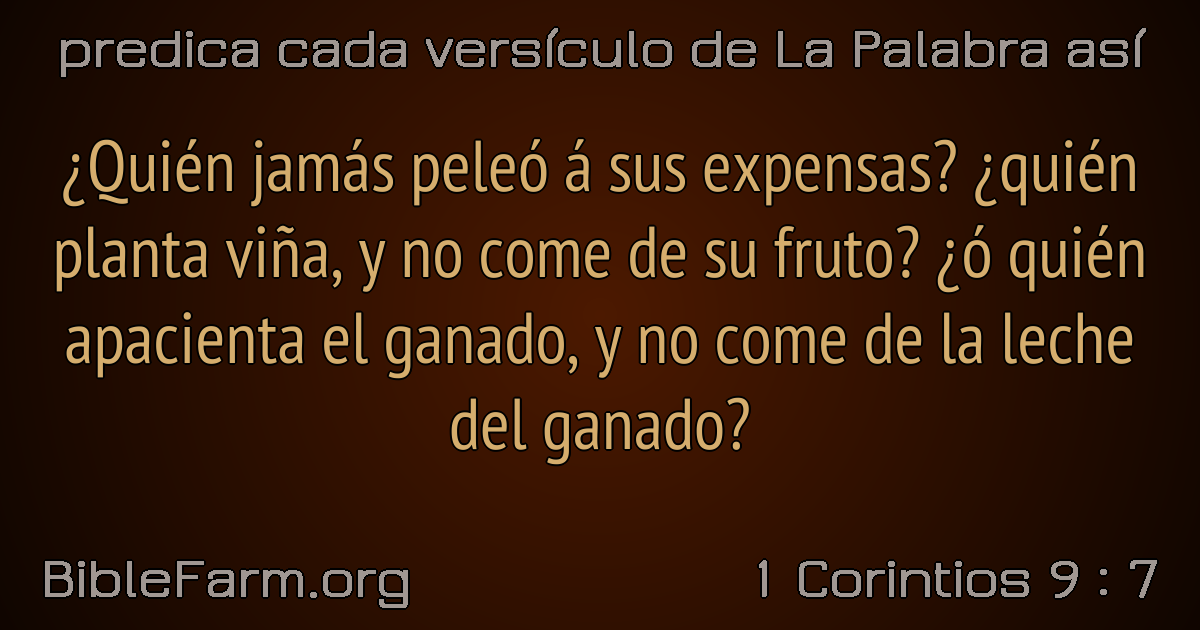 predica cada versículo de La Palabra así
¿Quién jamás peleó á sus expensas? ¿quién
planta viña, y no come de su fruto? ¿ó quién
apacienta el ganado, y no come de la leche
del ganado?
BibleFarm.org
1 Corintios 9 : 7